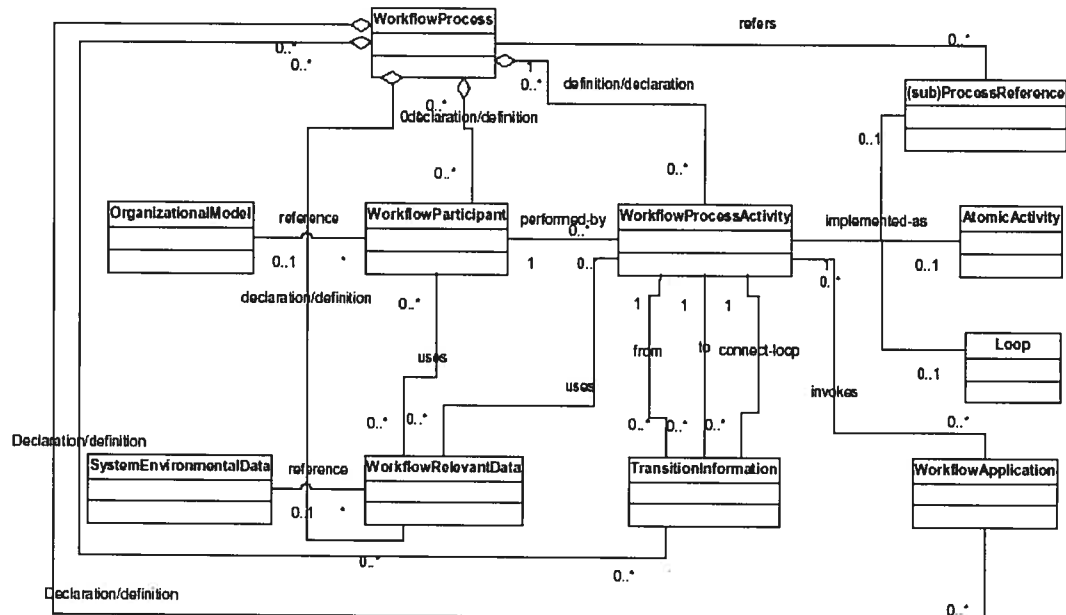 WorkflowProcess
refers
0..*
0..*
0..*
1
0..*
0..*
definition/declaration
(sub)ProcessReference
0..*
0declaration/definition
0..1
0..*
0..*
OrganizationalModel
reference
WorkflowParticipant
performed-by
0..*
WorkflowProcessActivity
implemented-as
AtomicActivity
0..1
*
1
0..
1
0..*
0..1
declaration/definition
0..*
1
1
1
Loop
from
to
connect-loop
uses
uses
0..1
invokes
0..*
0..*
0..*
0..*
0..*
0..*
Declaration/definition
SystemEnvironmentalData
reference
WorkflowRelevantData
TransitionInformation
WorkflowApplication
0..1
*
0..*
0..*
Declaration/definition
0..*